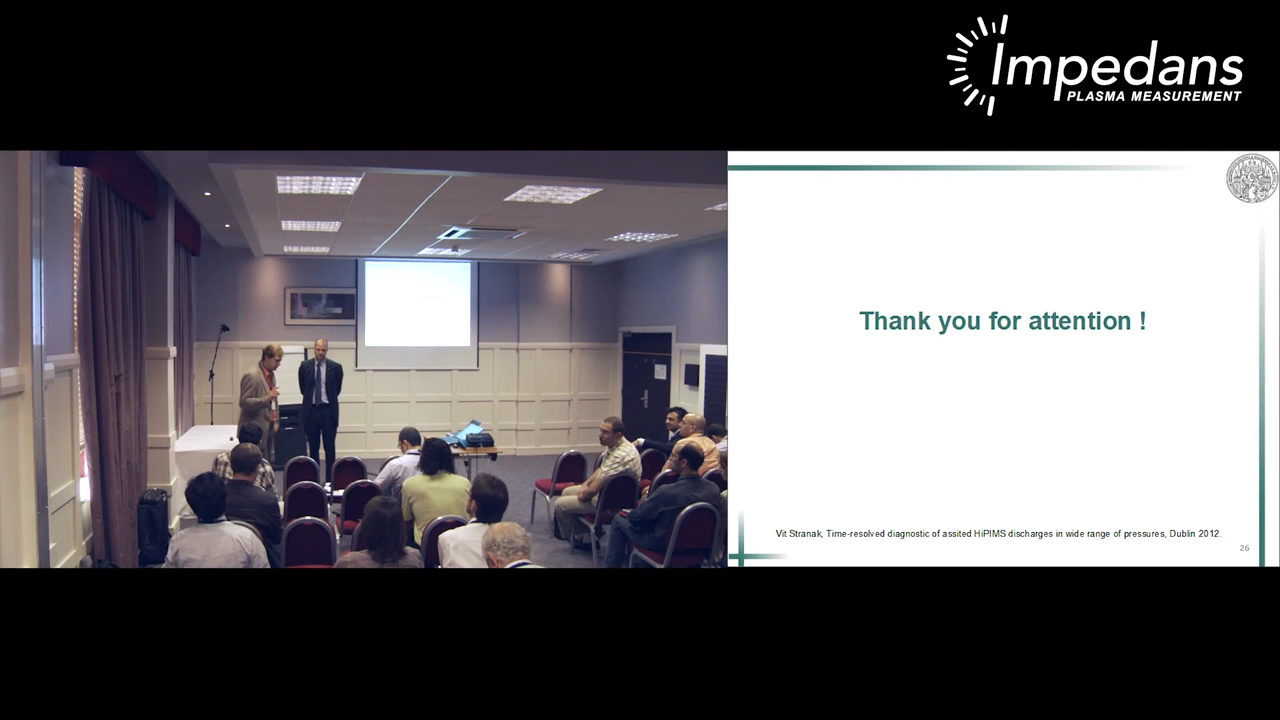 Impedans
PLASMA MEASUREMENT
Thank you for attention !
Vit Stranak, Time-resolved diagnostic of assited HiPIMS discharges in wide range of pressures, Dublin 2012.
26